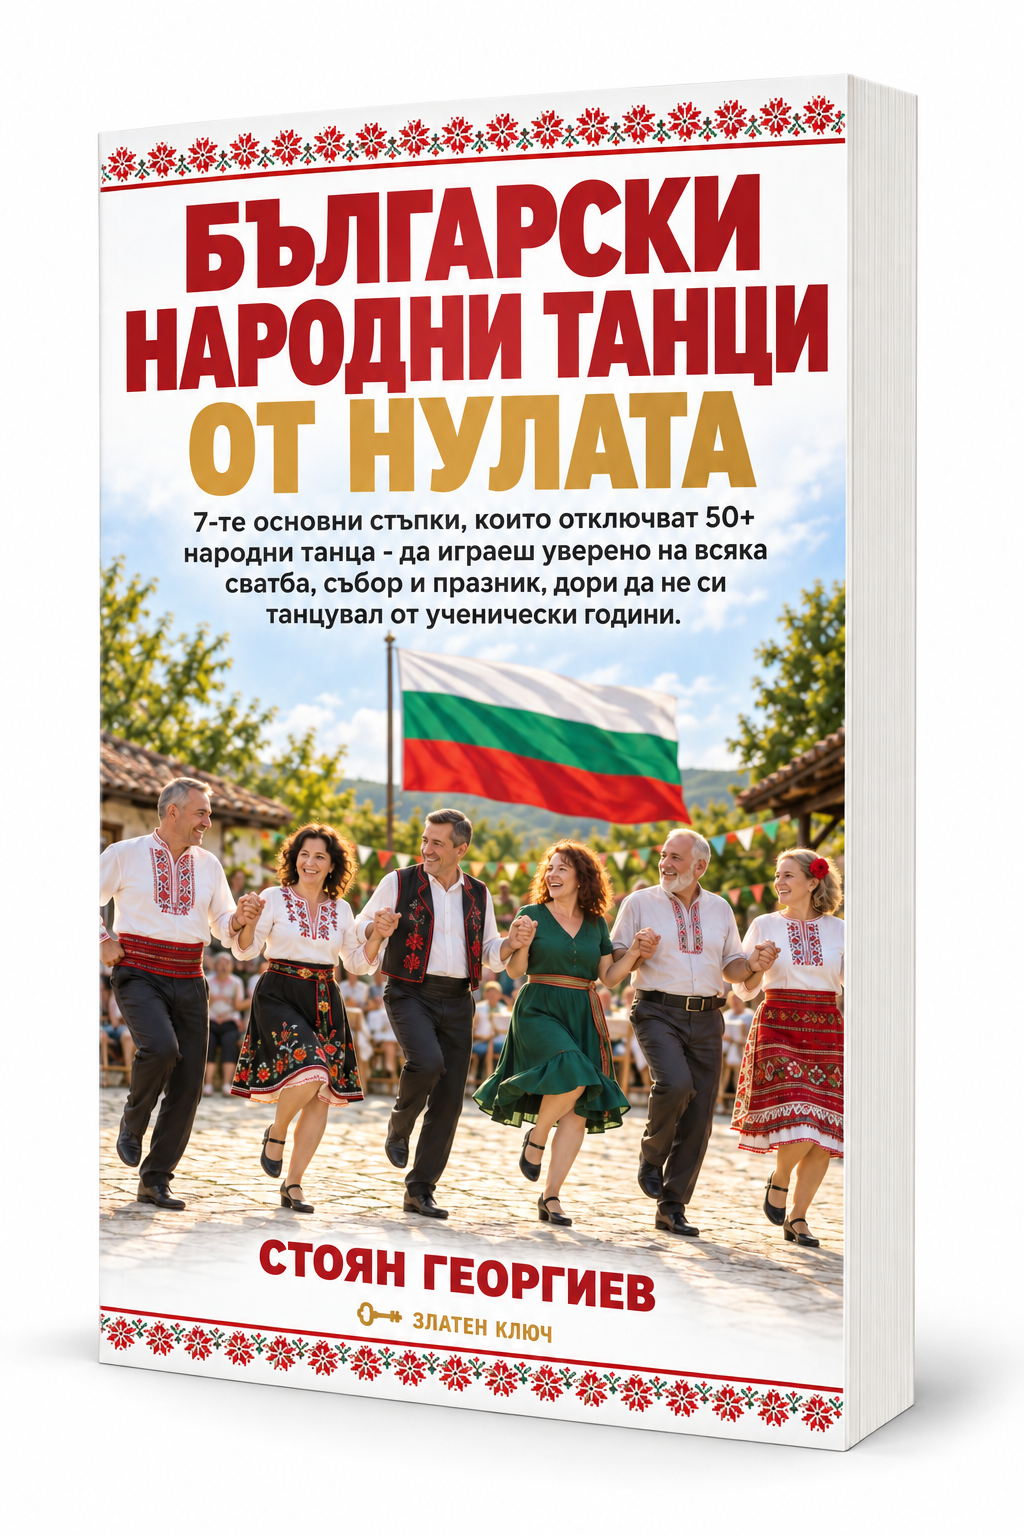 БЪЛГАРСКИ
НАРОДНИ ТАНЦИ
ОТ НУЛАТА
7-те основни стъпки, които отключват 50+
народни танца - да играеш уверено на всяка
сватба, събор и празник, дори да не си
танцувал от ученически години.
СТОЯН ГЕОРГИЕВ
ЗЛАТЕН КЛЮЧ